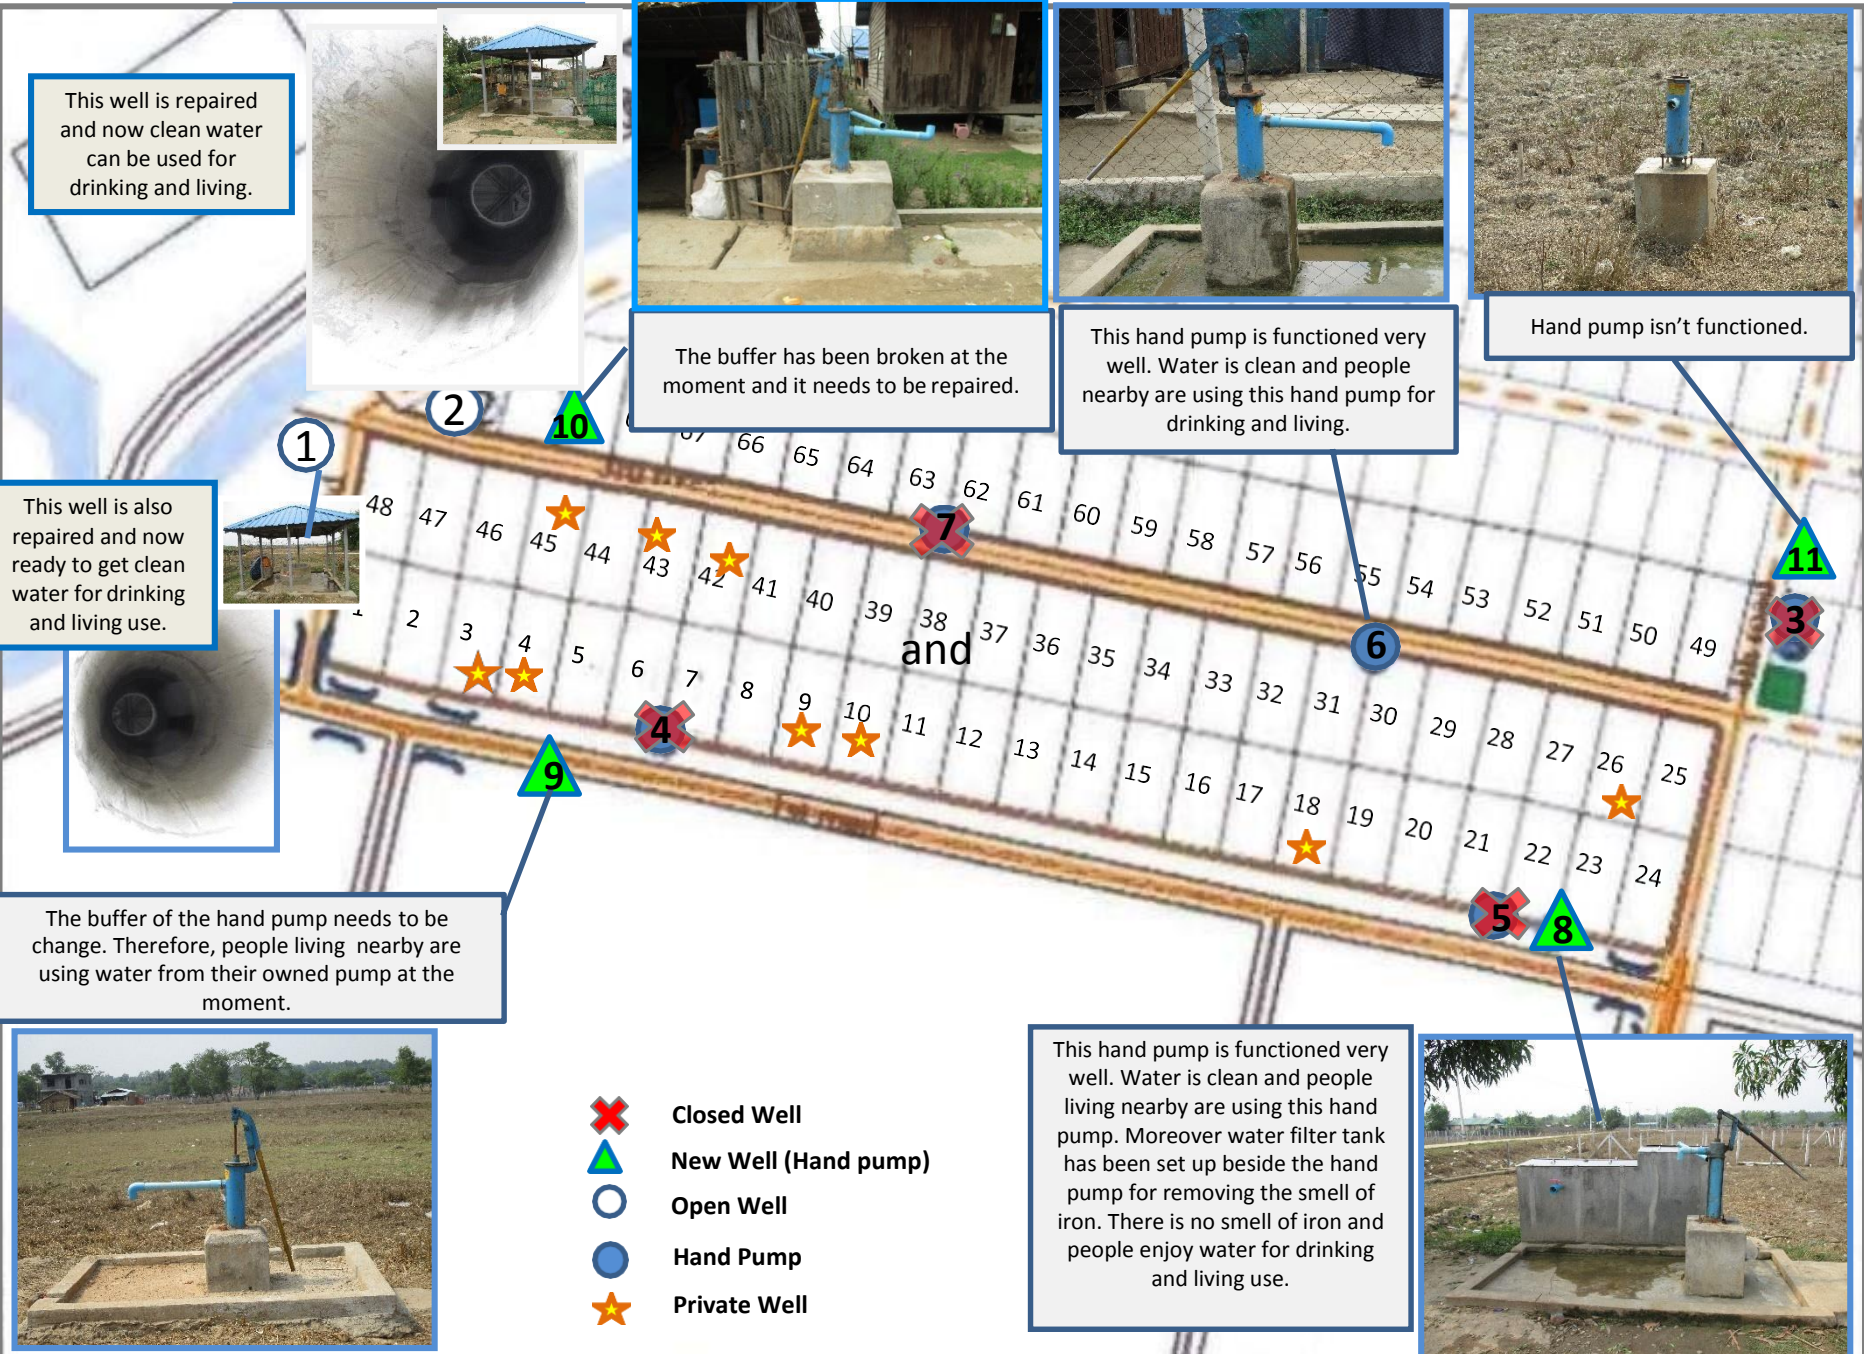 This well is repaired
and now clean water
can be used for
drinking and living.
The buffer has been broken at the
moment and it needs to be repaired.
This hand pump is functioned very
well. Water is clean and people
nearby are using this hand pump for
drinking and living.
Hand pump isn’t functioned.
This well is also
repaired and now
ready to get clean
water for drinking
and living use.
1
2
10
67 66 65 64 63 62 61 60 59 58 57 56 55 54 53 52 51 50 49
7
6
11
3
48 47 46 45 44 43 42 41 40 39 38 37 36 35 34 33 32 31 30 29 28 27 26 25
and
1 2 3 4 5 6 7 8 9 10 11 12 13 14 15 16 17 18 19 20 21 22 23 24
4
9
5
8
The buffer of the hand pump needs to be
change. Therefore, people living nearby are
using water from their owned pump at the
moment.
Closed Well
New Well (Hand pump)
Open Well
Hand Pump
Private Well
This hand pump is functioned very
well. Water is clean and people
living nearby are using this hand
pump. Moreover water filter tank
has been set up beside the hand
pump for removing the smell of
iron. There is no smell of iron and
people enjoy water for drinking
and living use.